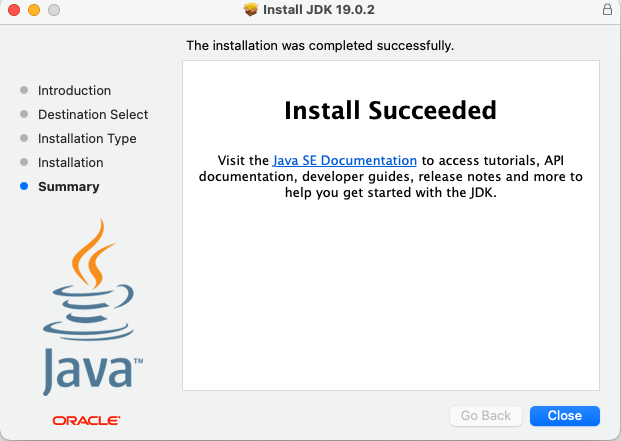 Install JDK 19.0.2
The installation was completed successfully.
Introduction
Destination Select
Installation Type
Installation
Summary
Install Succeeded
Visit the Java SE Documentation to access tutorials, API
documentation, developer guides, release notes and more to
help you get started with the JDK.
Java™
ORACLE®
Go Back
Close